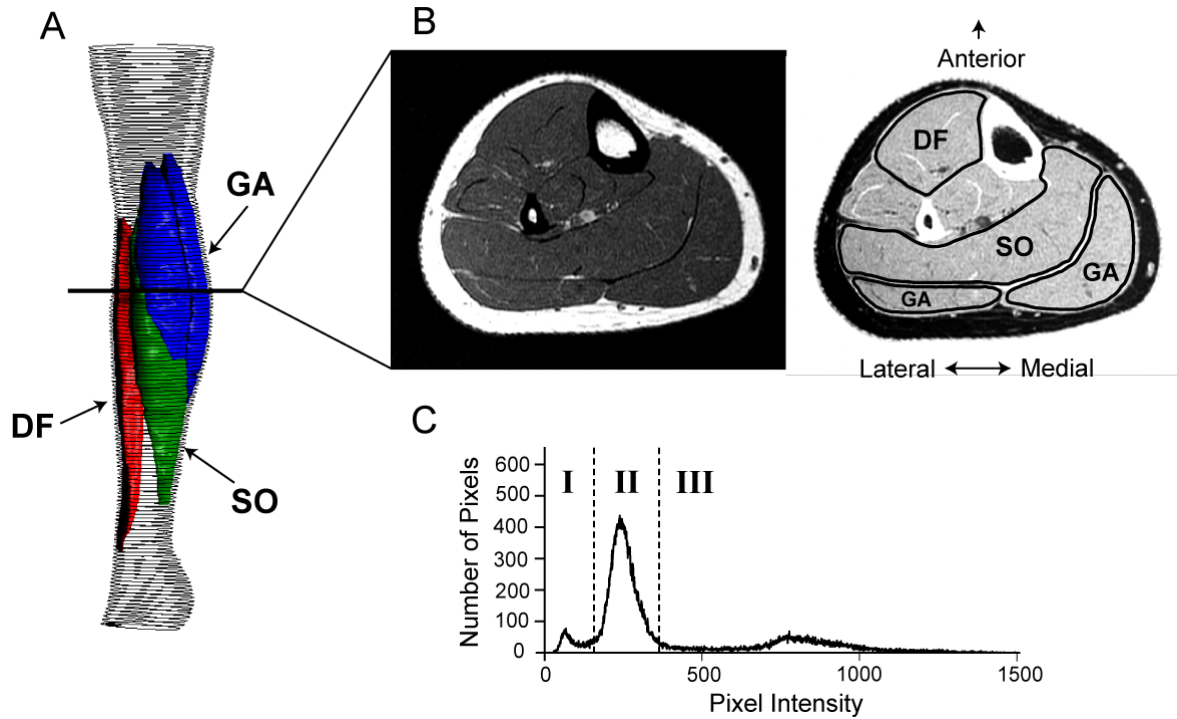 A
GA
DF
SO
B
Anterior
DF
SO
GA
GA
Lateral
Medial
C
Number of Pixels
600
500
400
300
200
100
0
I
II
III
0
500
1000
1500
Pixel Intensity